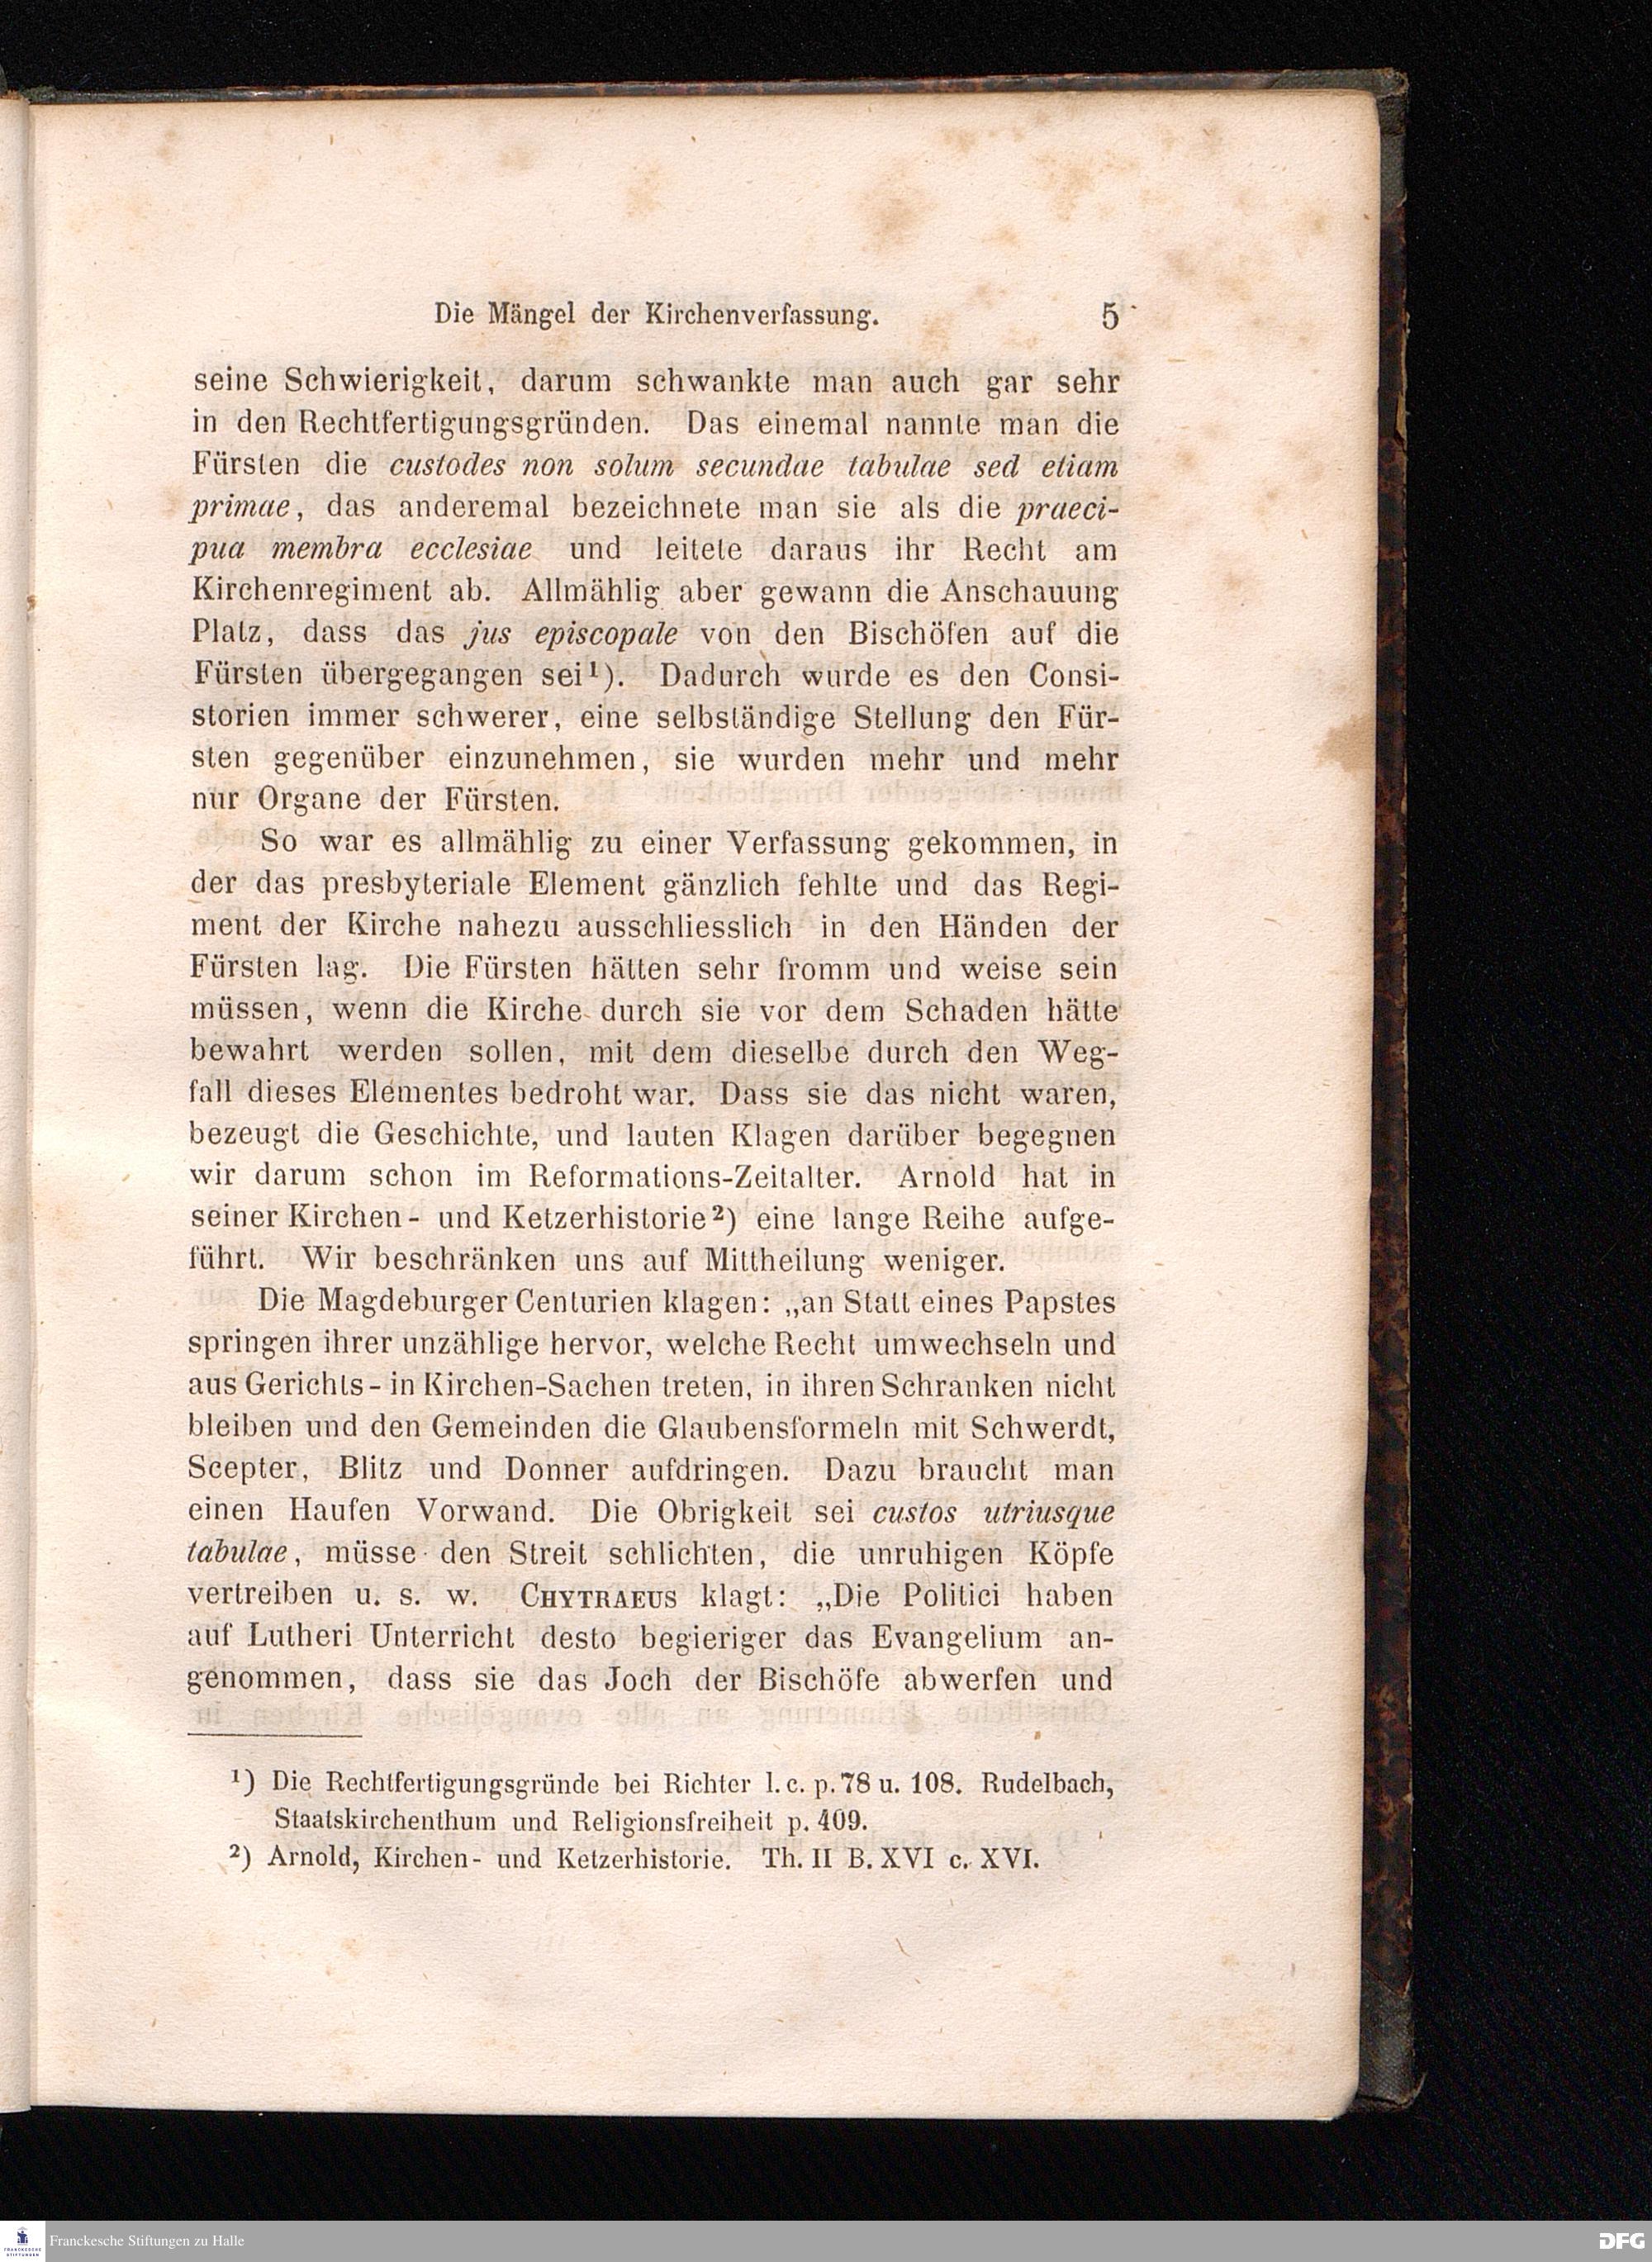 Die Mängel der Kirchenverfassung. 5
seine Schwierigkeit, darum schwankte man auch gar sehr
in den Rechtfertigungsgründen. Das einemal nannte man die
Fürsten die custodes non solum secundae tabulae sed etiam
primae, das anderemal bezeichnete man sie als die praeci-
pua membra ecclesiae und leitete daraus ihr Recht am
Kirchenregiment ab. Allmählig aber gewann die Anschauung
Platz, dass das jus episcopale von den Bischöfen auf die
Fürsten übergegangen sei¹). Dadurch wurde es den Consi-
storien immer schwerer, eine selbständige Stellung den Für-
sten gegenüber einzunehmen, sie wurden mehr und mehr
nur Organe der Fürsten.
So war es allmählig zu einer Verfassung gekommen, in
der das presbyteriale Element gänzlich fehlte und das Regi-
ment der Kirche nahezu ausschliesslich in den Händen der
Fürsten lag. Die Fürsten hätten sehr fromm und weise sein
müssen, wenn die Kirche durch sie vor dem Schaden hätte
bewahrt werden sollen, mit dem dieselbe durch den Weg-
fall dieses Elementes bedroht war. Dass sie das nicht waren,
bezeugt die Geschichte, und lauten Klagen darüber begegnen
wir darum schon im Reformations-Zeitalter. Arnold hat in
seiner Kirchen- und Ketzerhistorie²) eine lange Reihe aufge-
führt. Wir beschränken uns auf Mittheilung weniger.
Die Magdeburger Centurien klagen: „an Statt eines Papstes
springen ihrer unzählige hervor, welche Recht umwechseln und
aus Gerichts- in Kirchen-Sachen treten, in ihren Schranken nicht
bleiben und den Gemeinden die Glaubensformeln mit Schwerdt,
Scepter, Blitz und Donner aufdringen. Dazu braucht man
einen Haufen Vorwand. Die Obrigkeit sei custos utriusque
tabulae, müsse den Streit schlichten, die unruhigen Köpfe
vertreiben u. s. w. CHYTRAEUS klagt: „Die Politici haben
auf Lutheri Unterricht desto begieriger das Evangelium an-
genommen, dass sie das Joch der Bischöfe abwerfen und
¹) Die Rechtfertigungsgründe bei Richter l. c. p. 78 u. 108. Rudelbach,
Staatskirchenthum und Religionsfreiheit p. 409.
²) Arnold, Kirchen- und Ketzerhistorie. Th. II B. XVI c. XVI.
FRANCKESCHE
STIFTUNGEN
Franckesche Stiftungen zu Halle
DFG